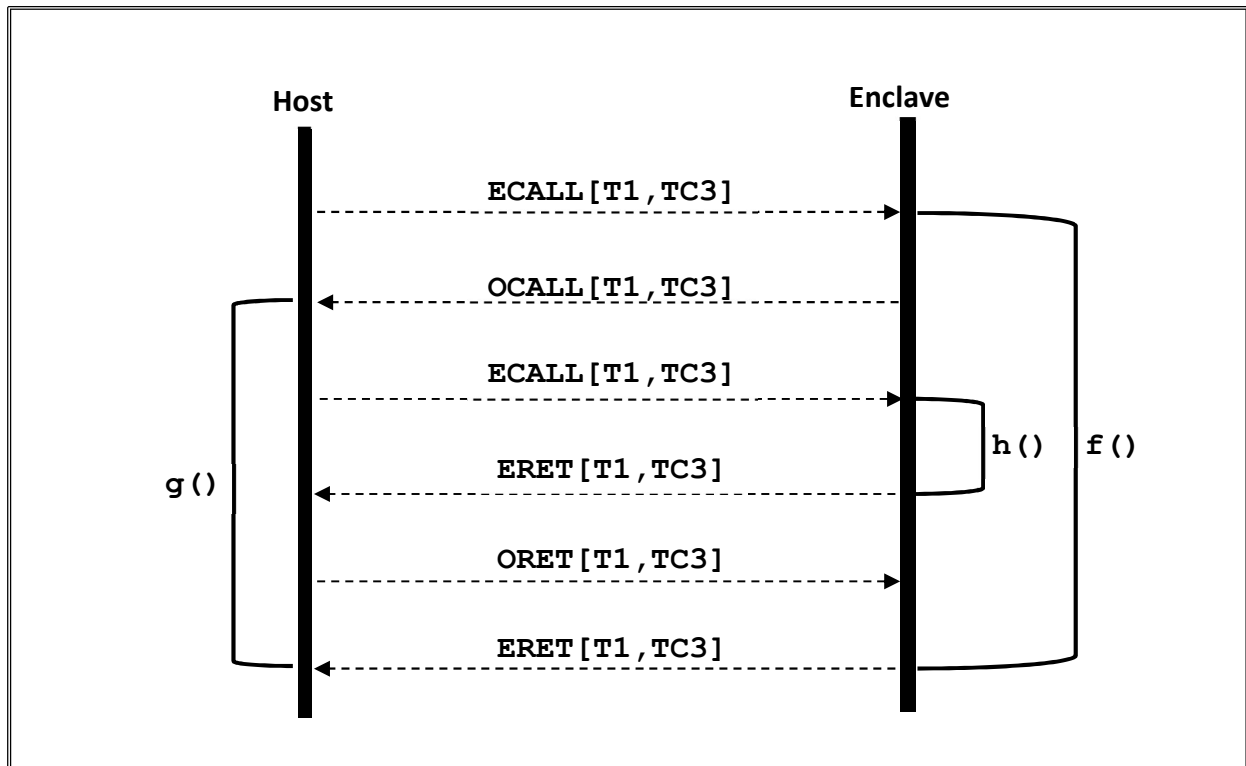 Host
Enclave
ECALL[T1,TC3]
OCALL[T1,TC3]
ECALL[T1,TC3]
h()
f()
g()
ERET[T1,TC3]
ORET[T1,TC3]
ERET[T1,TC3]